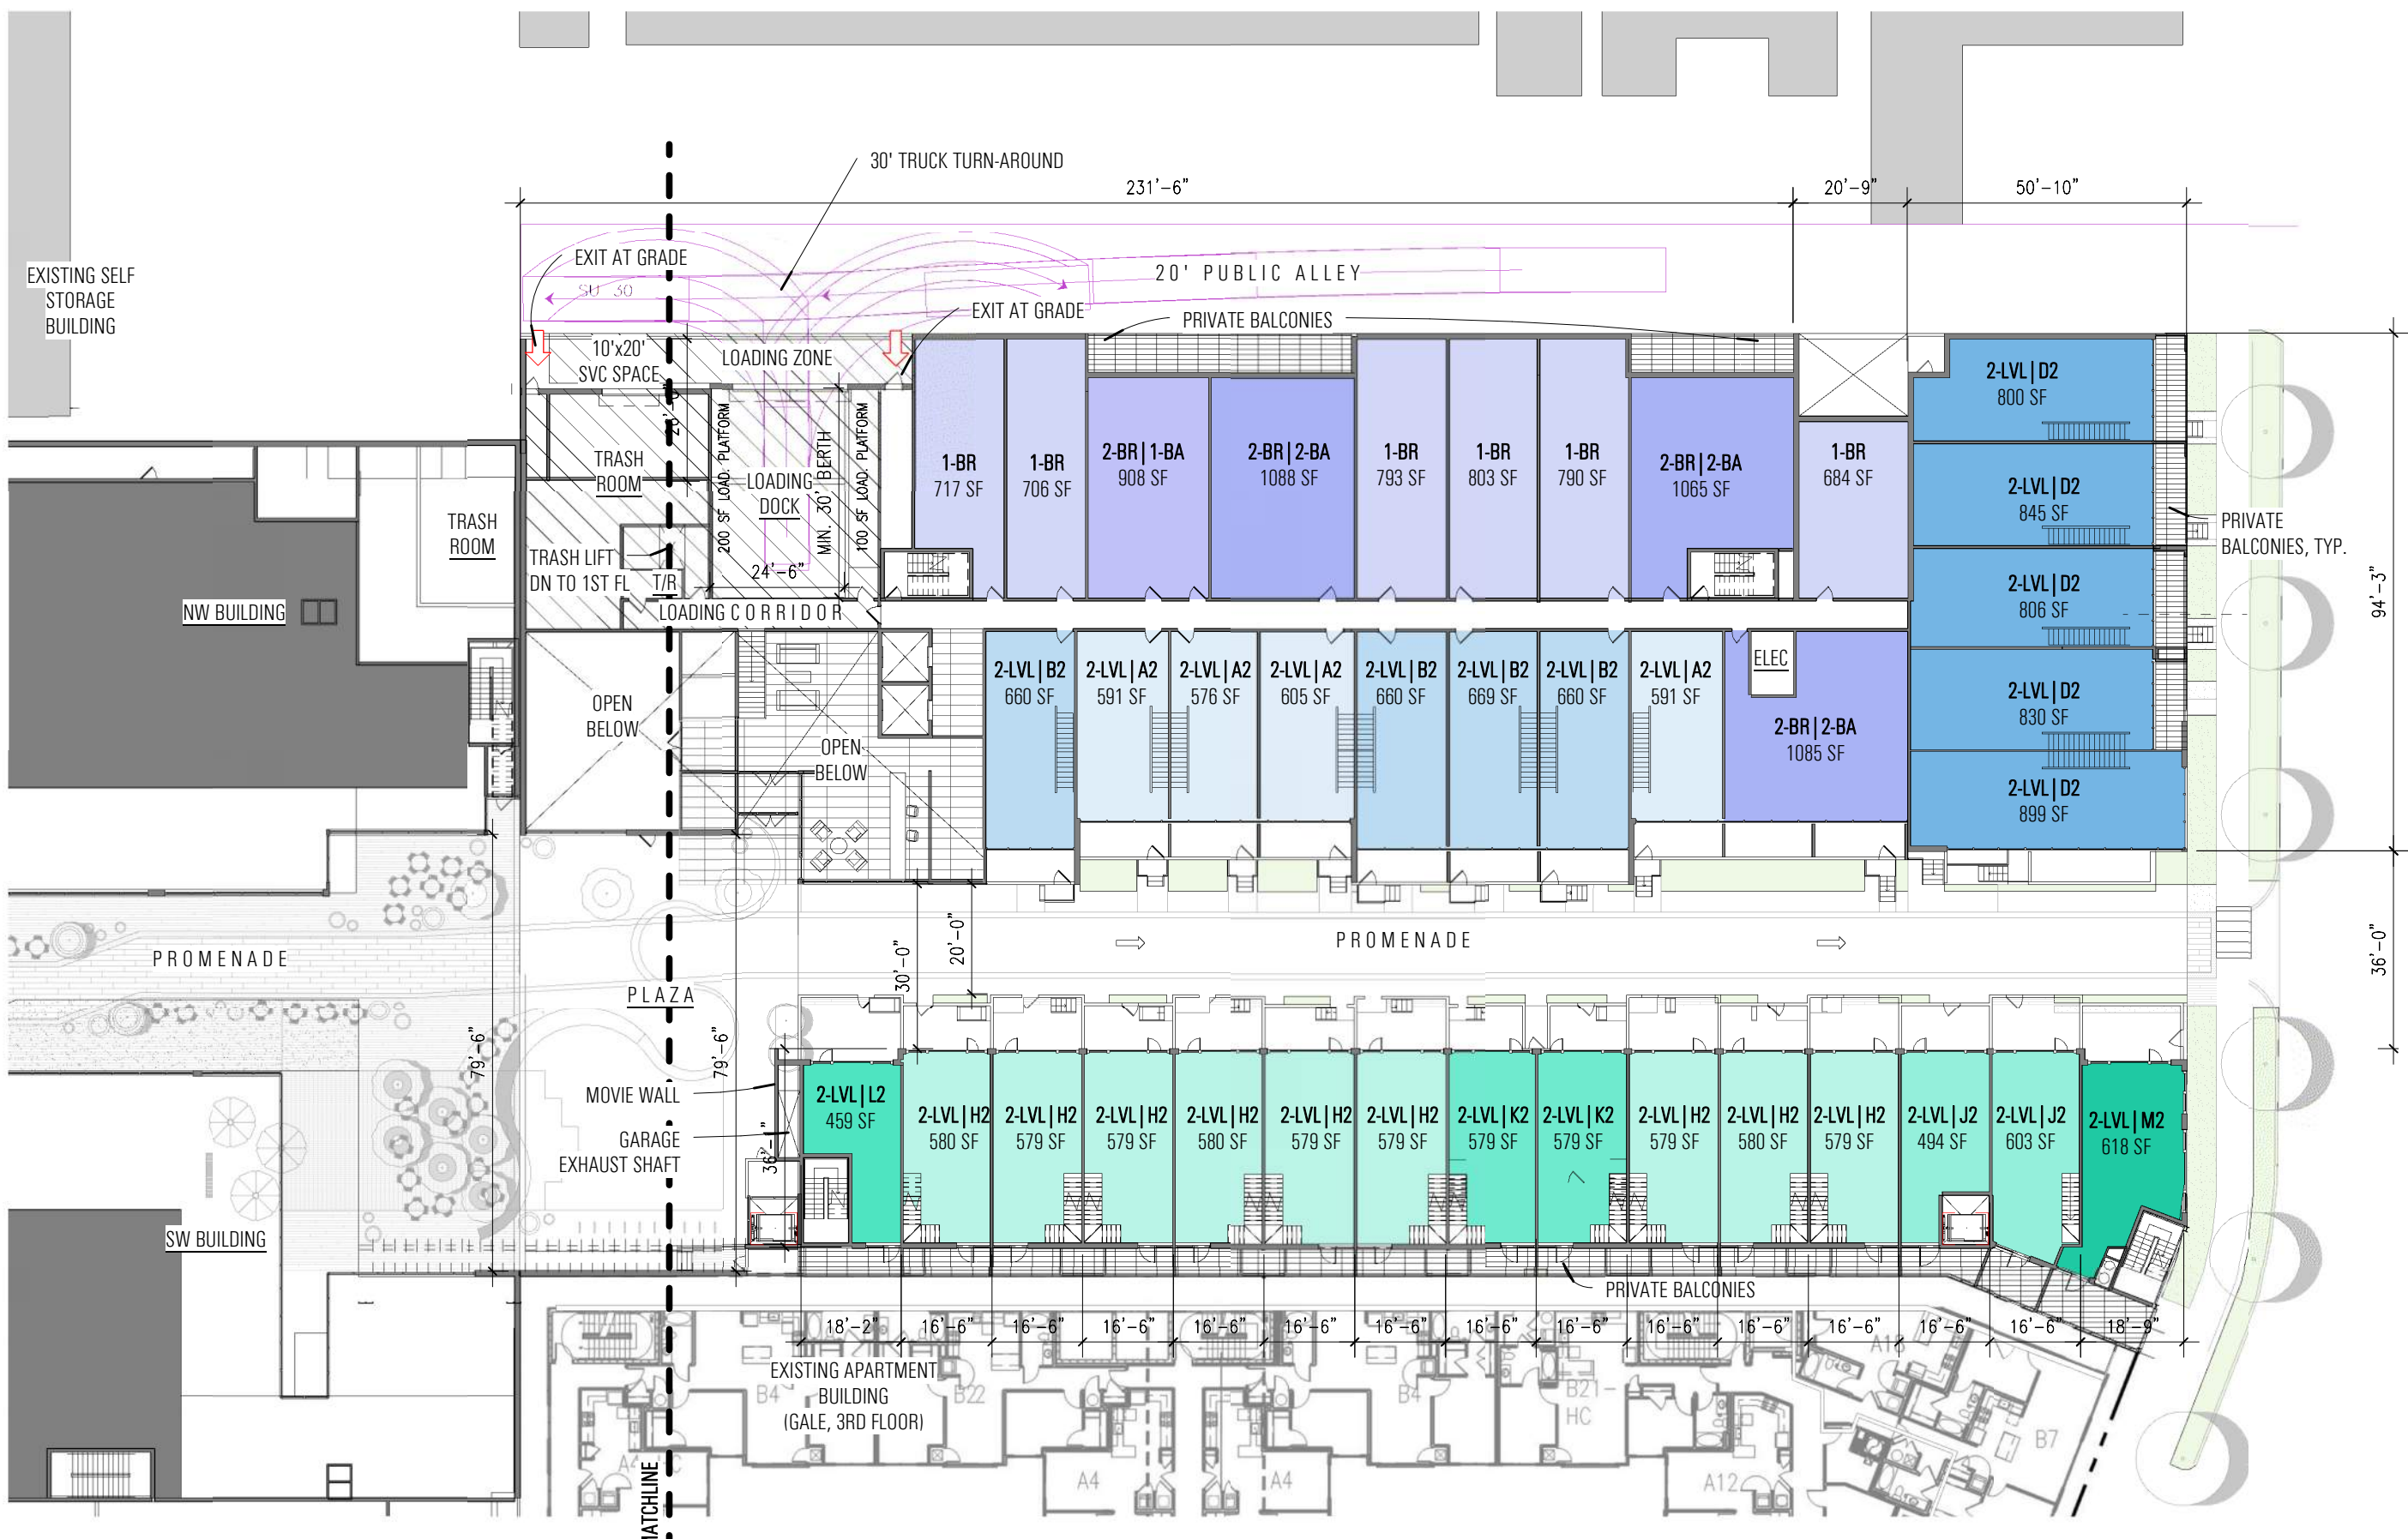 30' TRUCK TURN-AROUND
231'-6"
20'-9"
50'-10"
EXIT AT GRADE
20' PUBLIC ALLEY
SU 30
EXISTING SELF
STORAGE
BUILDING
EXIT AT GRADE
PRIVATE BALCONIES
10'x20'
SVC SPACE
LOADING ZONE
TRASH
ROOM
TRASH
ROOM
200 SF LOAD. PLATFORM
LOADING
DOCK
MIN. 30' BERTH
100 SF LOAD. PLATFORM
24'-6"
TRASH LIFT
DN TO 1ST FL
T/R
LOADING CORRIDOR
1-BR
717 SF
1-BR
706 SF
2-BR|1-BA
908 SF
2-BR|2-BA
1088 SF
1-BR
793 SF
1-BR
803 SF
1-BR
790 SF
2-BR|2-BA
1065 SF
1-BR
684 SF
2-LVL|D2
800 SF
2-LVL|D2
845 SF
2-LVL|D2
806 SF
2-LVL|D2
830 SF
2-LVL|D2
899 SF
PRIVATE
BALCONIES, TYP.
94'-3"
36'-0"
NW BUILDING
OPEN
BELOW
OPEN
BELOW
2-LVL|B2
660 SF
2-LVL|A2
591 SF
2-LVL|A2
576 SF
2-LVL|A2
605 SF
2-LVL|B2
660 SF
2-LVL|B2
669 SF
2-LVL|B2
660 SF
2-LVL|A2
591 SF
ELEC
2-BR|2-BA
1085 SF
PROMENADE
PLAZA
30'-0"
20'-0"
PROMENADE
79'-6"
79'-6"
MOVIE WALL
GARAGE
EXHAUST SHAFT
36'-"
2-LVL|L2
459 SF
2-LVL|H2
580 SF
2-LVL|H2
579 SF
2-LVL|H2
579 SF
2-LVL|H2
580 SF
2-LVL|H2
579 SF
2-LVL|H2
579 SF
2-LVL|K2
579 SF
2-LVL|K2
579 SF
2-LVL|H2
579 SF
2-LVL|H2
580 SF
2-LVL|H2
579 SF
2-LVL|J2
494 SF
2-LVL|J2
603 SF
2-LVL|M2
618 SF
SW BUILDING
PRIVATE BALCONIES
18'-2"
16'-6"
16'-6"
16'-6"
16'-6"
16'-6"
16'-6"
16'-6"
16'-6"
16'-6"
16'-6"
16'-6"
16'-6"
16'-6"
18'-9"
EXISTING APARTMENT
BUILDING
(GALE, 3RD FLOOR)
B4
B22
B4
B21-
HC
A18
B7
A4
A4
A12